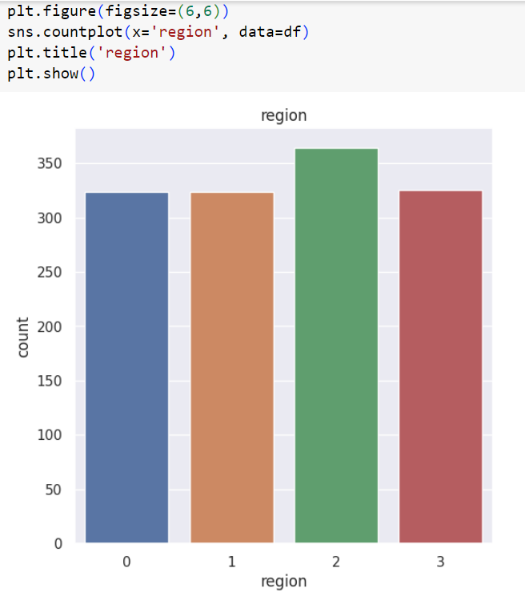 plt.figure(figsize=(6,6))
sns.countplot(x='region', data=df)
plt.title('region')
plt.show()
region
350
300
250
200
150
100
50
0
count
0 1 2 3
region